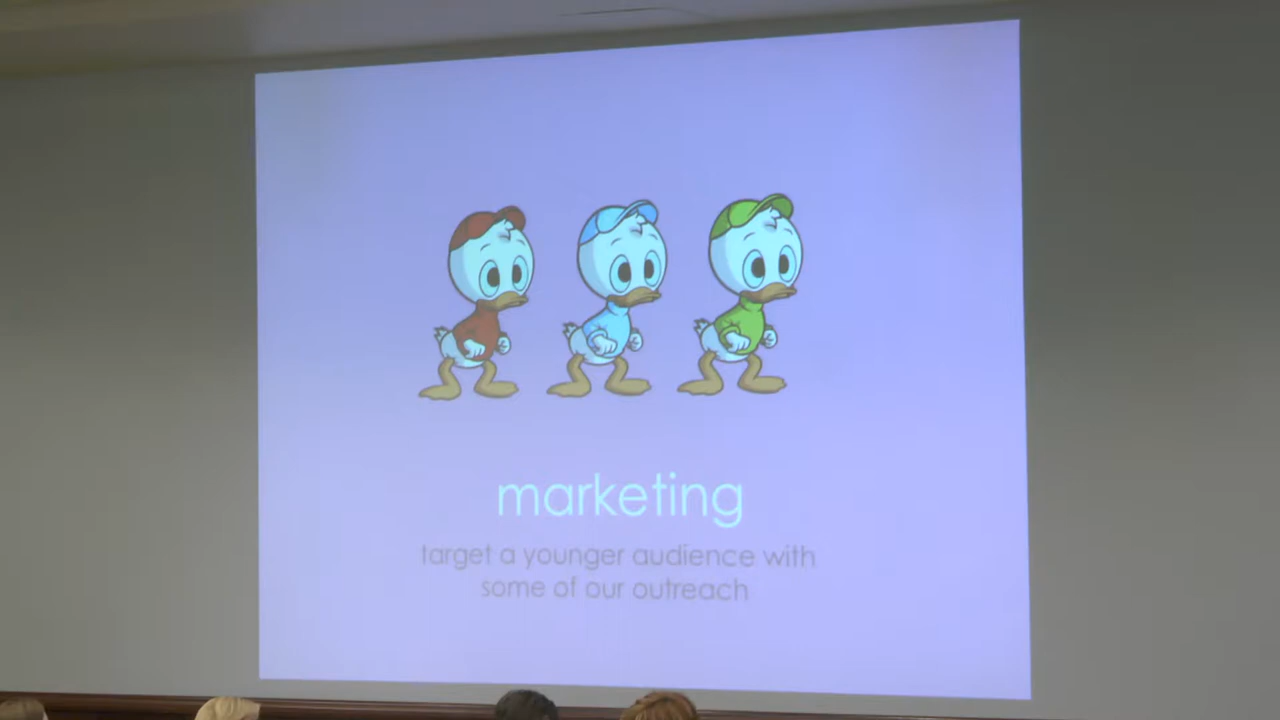 marketing
target a younger audience with
some of our outreach